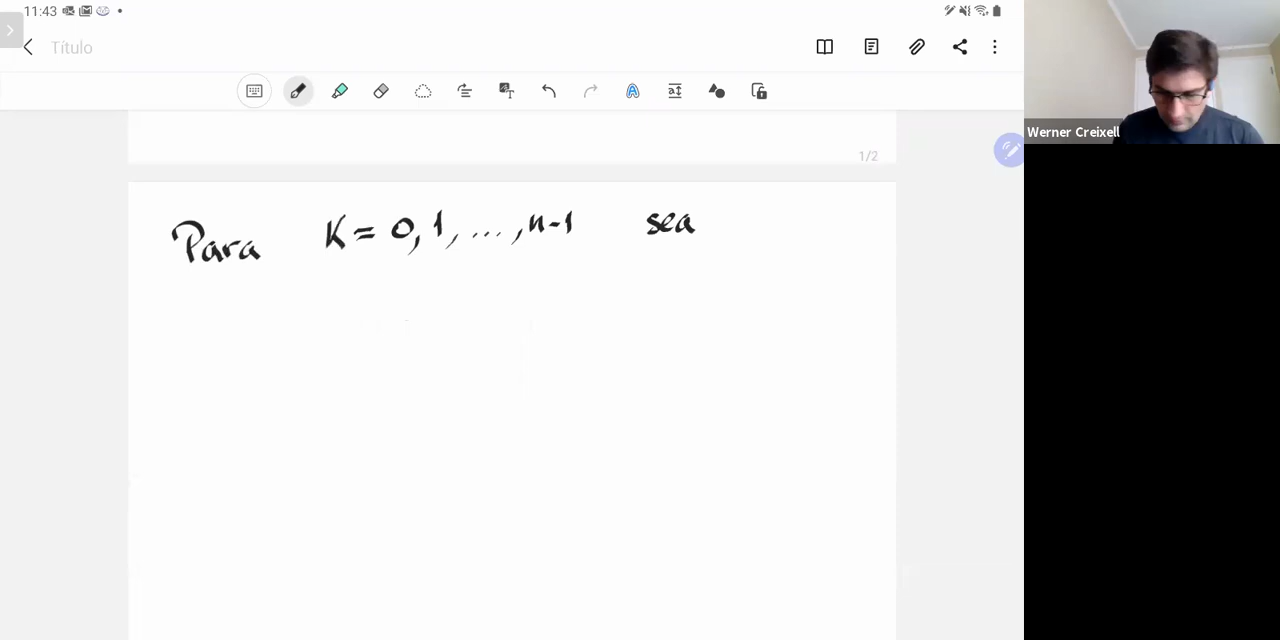 11:43
Título
1/2
Para K = 0, 1, ..., n-1 sea
Werner Creixell